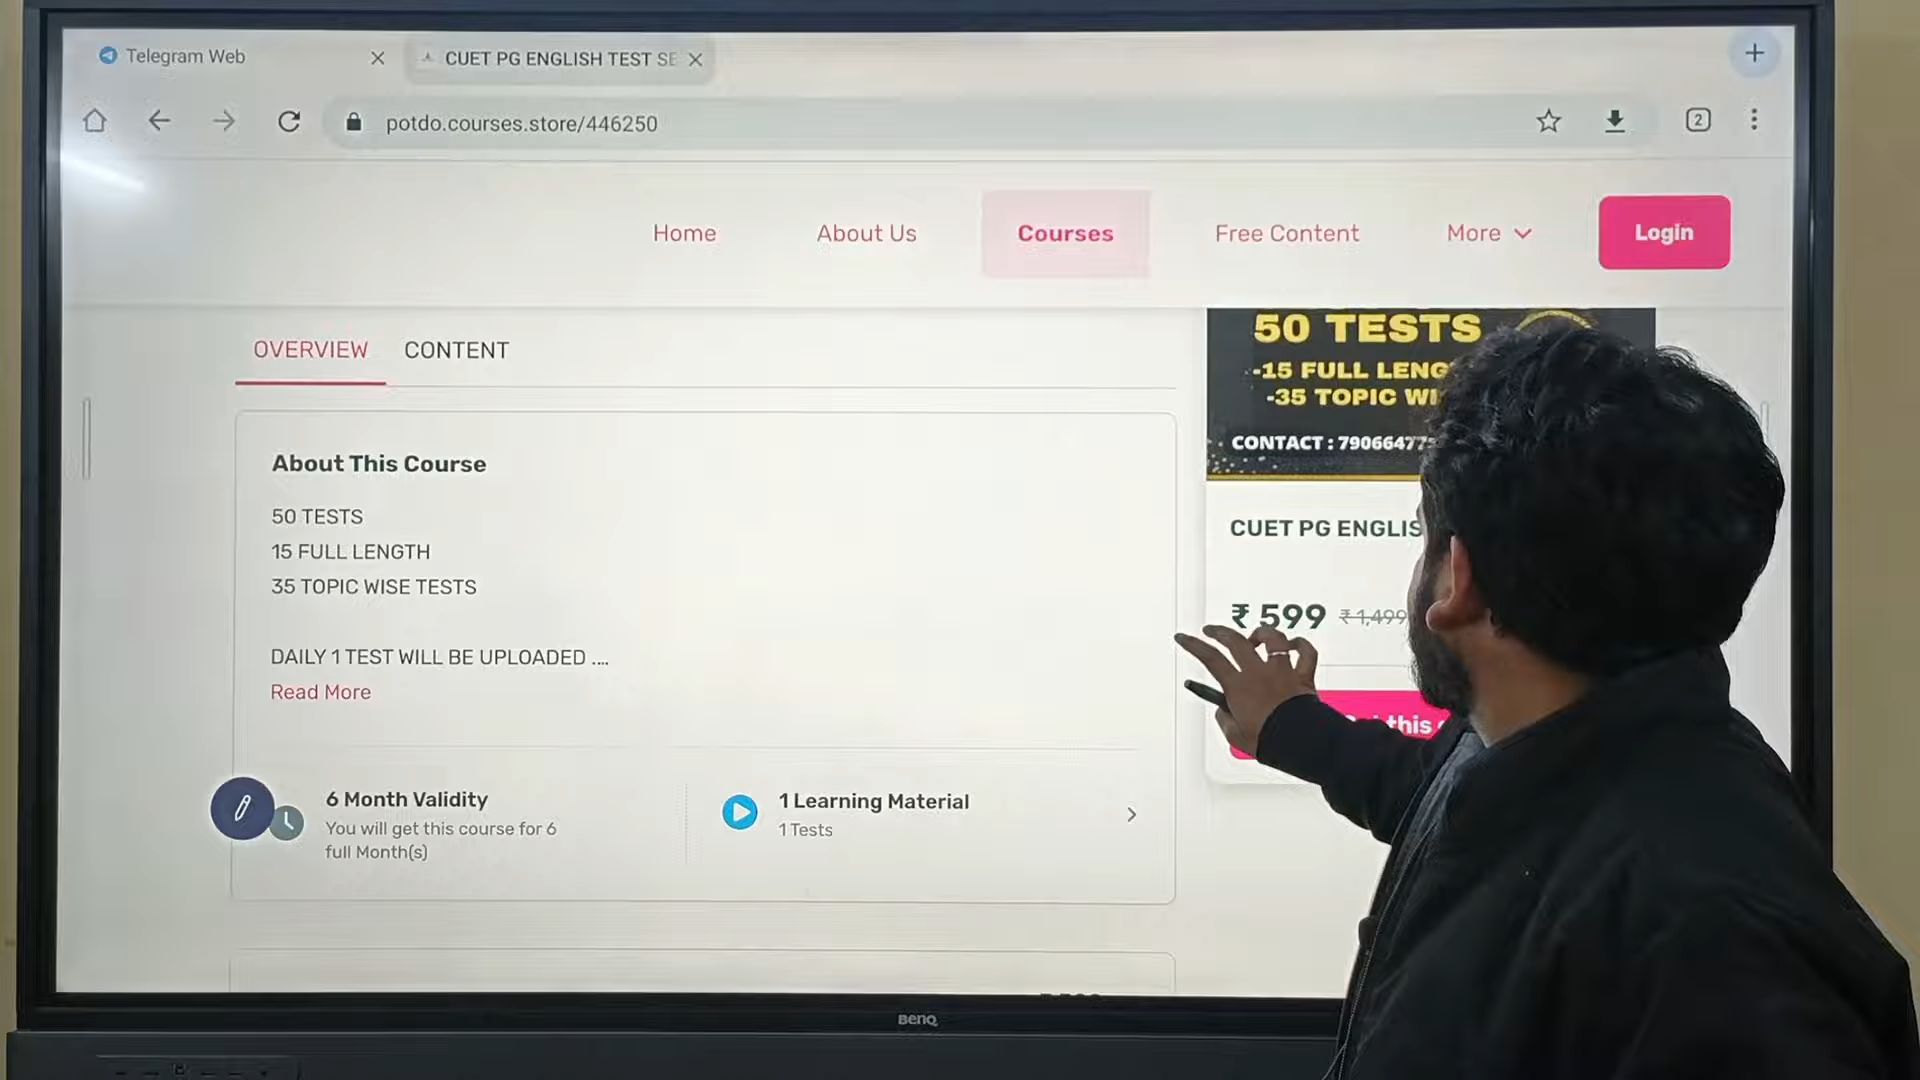 Telegram Web
CUET PG ENGLISH TEST SE
potdo.courses.store/446250
2
Home
About Us
Courses
Free Content
More
Login
OVERVIEW
CONTENT
About This Course
50 TESTS
15 FULL LENGTH
35 TOPIC WISE TESTS
DAILY 1 TEST WILL BE UPLOADED ....
Read More
6 Month Validity
You will get this course for 6
full Month(s)
1 Learning Material
1 Tests
50 TESTS
-15 FULL LENG
-35 TOPIC WI
CONTACT : 7906647
CUET PG ENGLIS
₹ 599 ₹ 1,499
this
BenQ